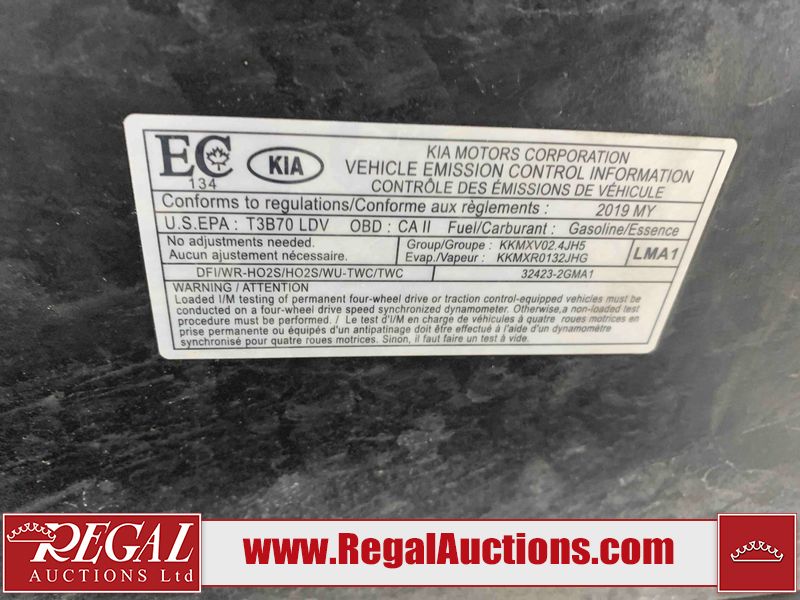 EC
134
KIA
KIA MOTORS CORPORATION
VEHICLE EMISSION CONTROL INFORMATION
CONTRÔLE DES ÉMISSIONS DE VÉHICULE
Conforms to regulations/Conforme aux règlements : 2019 MY
U.S.EPA : T3B70 LDV OBD : CA II Fuel/Carburant : Gasoline/Essence
No adjustments needed.
Aucun ajustement nécessaire.
Group/Groupe : KKMXV02.4JH5
Evap./Vapeur : KKMXR0132JHG
LMA1
DFI/WR-HO2S/HO2S/WU-TWC/TWC 32423-2GMA1
WARNING / ATTENTION
Loaded I/M testing of permanent four-wheel drive or traction control-equipped vehicles must be
conducted on a four-wheel drive speed synchronized dynamometer. Otherwise,a non-loaded test
procedure must be performed. / Le test d'I/M en charge de véhicules à quatre roues motrices en
prise permanente ou équipés d'un antipatinage doit être effectué à l'aide d'un dynamomètre
synchronisé pour quatre roues motrices. Sinon, il faut faire un test à vide.
REGAL
AUCTIONS Ltd
www.RegalAuctions.com